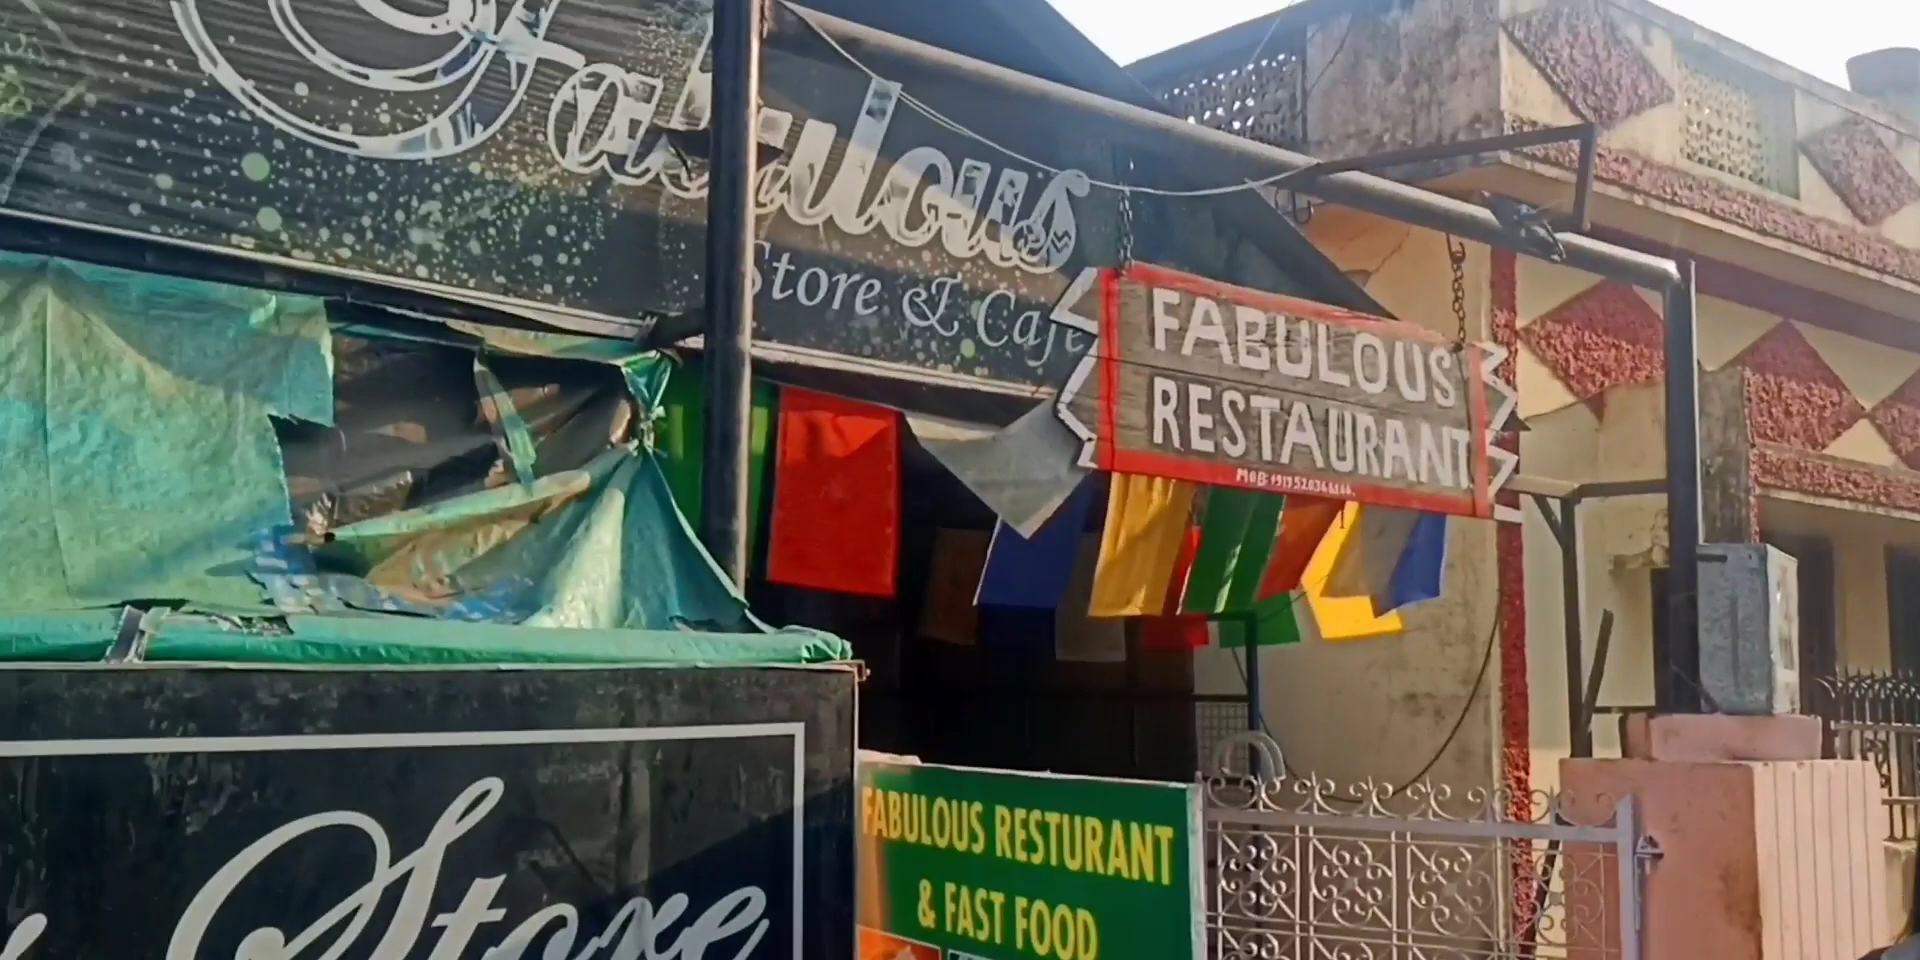 Fabulous
Store & Cafe
FABULOUS
RESTAURANT
Store
FABULOUS RESTURANT
& FAST FOOD